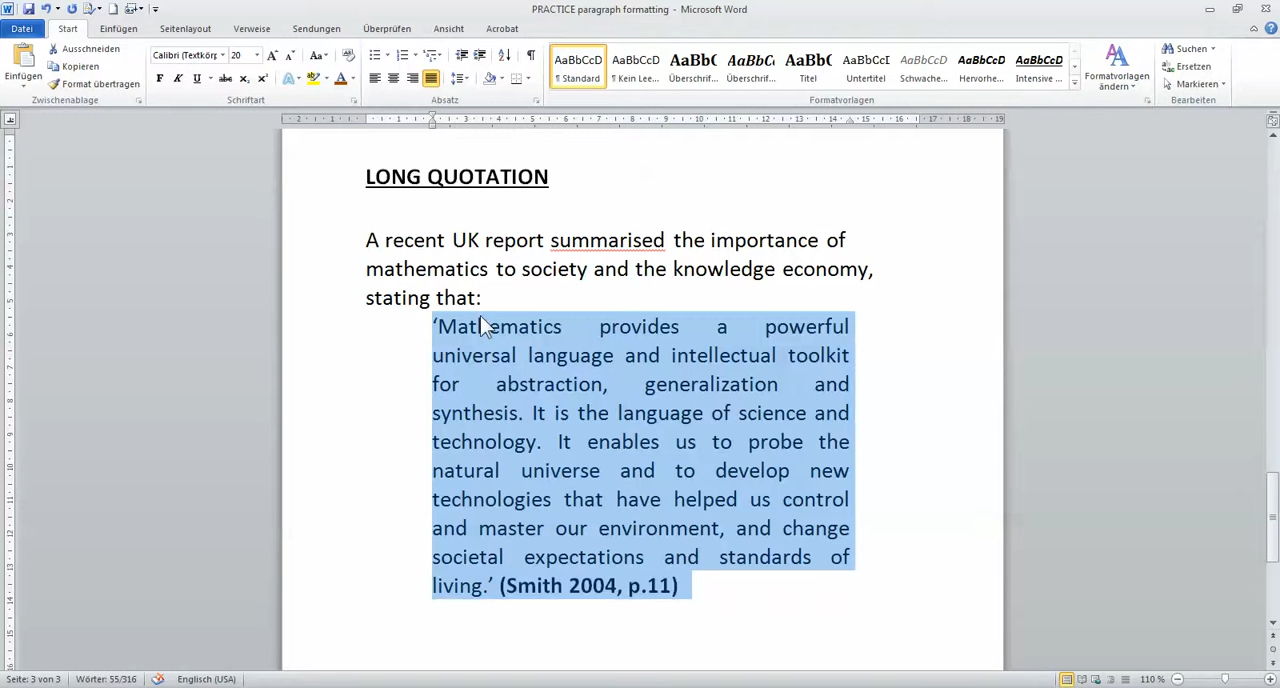 PRACTICE paragraph formatting - Microsoft Word
Datei Start Einfügen Seitenlayout Verweise Sendungen Überprüfen Ansicht Acrobat
Einfügen
Ausschneiden
Kopieren
Format übertragen
Zwischenablage
Calibri (Textkörp 20
F K U abc x₂ x²
Schriftart
Absatz
AaBbCcD AaBbCcD AaBbC AaBbCc AaBbC AaBbCcI AaBbCcD AaBbCcD AaBbCcD
¶ Standard ¶ Kein Lee... Überschrif... Überschrif... Titel Untertitel Schwache... Hervorhe... Intensive ...
Formatvorlagen
Formatvorlagen ändern
Suchen
Ersetzen
Markieren
Bearbeiten
LONG QUOTATION
A recent UK report summarised the importance of
mathematics to society and the knowledge economy,
stating that:
‘Mathematics provides a powerful
universal language and intellectual toolkit
for abstraction, generalization and
synthesis. It is the language of science and
technology. It enables us to probe the
natural universe and to develop new
technologies that have helped us control
and master our environment, and change
societal expectations and standards of
living.’ (Smith 2004, p.11)
Seite: 3 von 3 Wörter: 55/316 Englisch (USA) 110 %